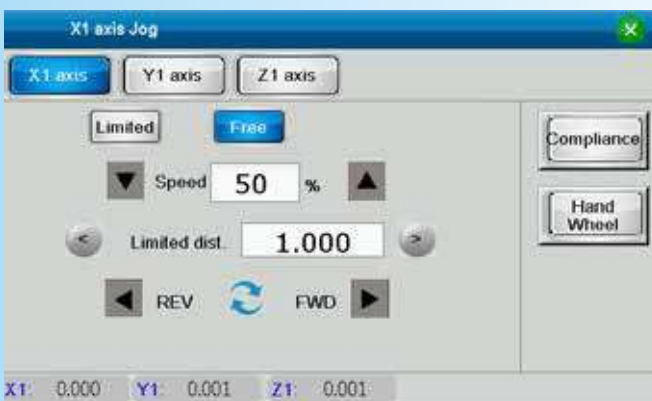 X1 axis Jog
X1 axis Y1 axis Z1 axis
Limited Free
Compliance
Speed 50 %
Hand
Wheel
< Limited dist. 1.000 >
REV FWD
X1: 0.000 Y1: 0.001 Z1: 0.001